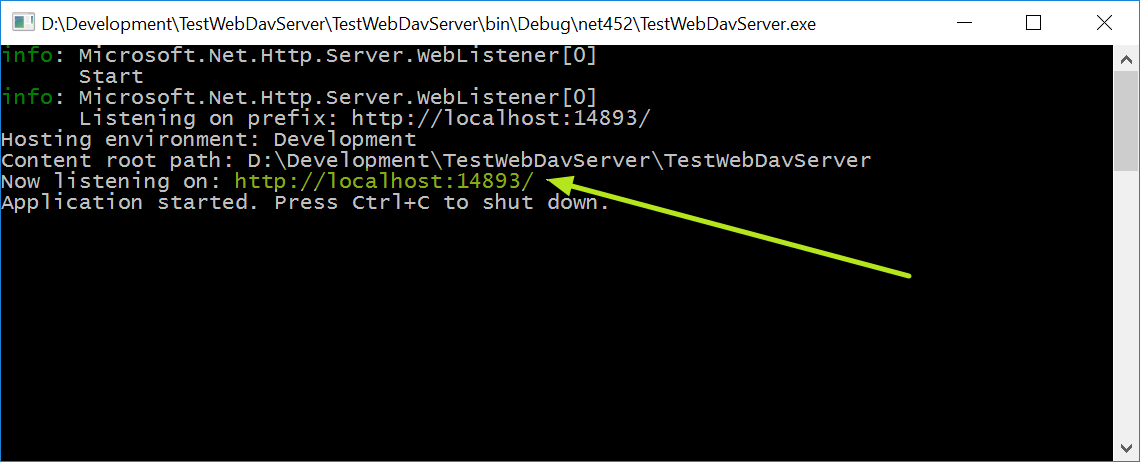 D:\Development\TestWebDavServer\TestWebDavServer\bin\Debug\net452\TestWebDavServer.exe
info: Microsoft.Net.Http.Server.WebListener[0]
      Start
info: Microsoft.Net.Http.Server.WebListener[0]
      Listening on prefix: http://localhost:14893/
Hosting environment: Development
Content root path: D:\Development\TestWebDavServer\TestWebDavServer
Now listening on: http://localhost:14893/
Application started. Press Ctrl+C to shut down.